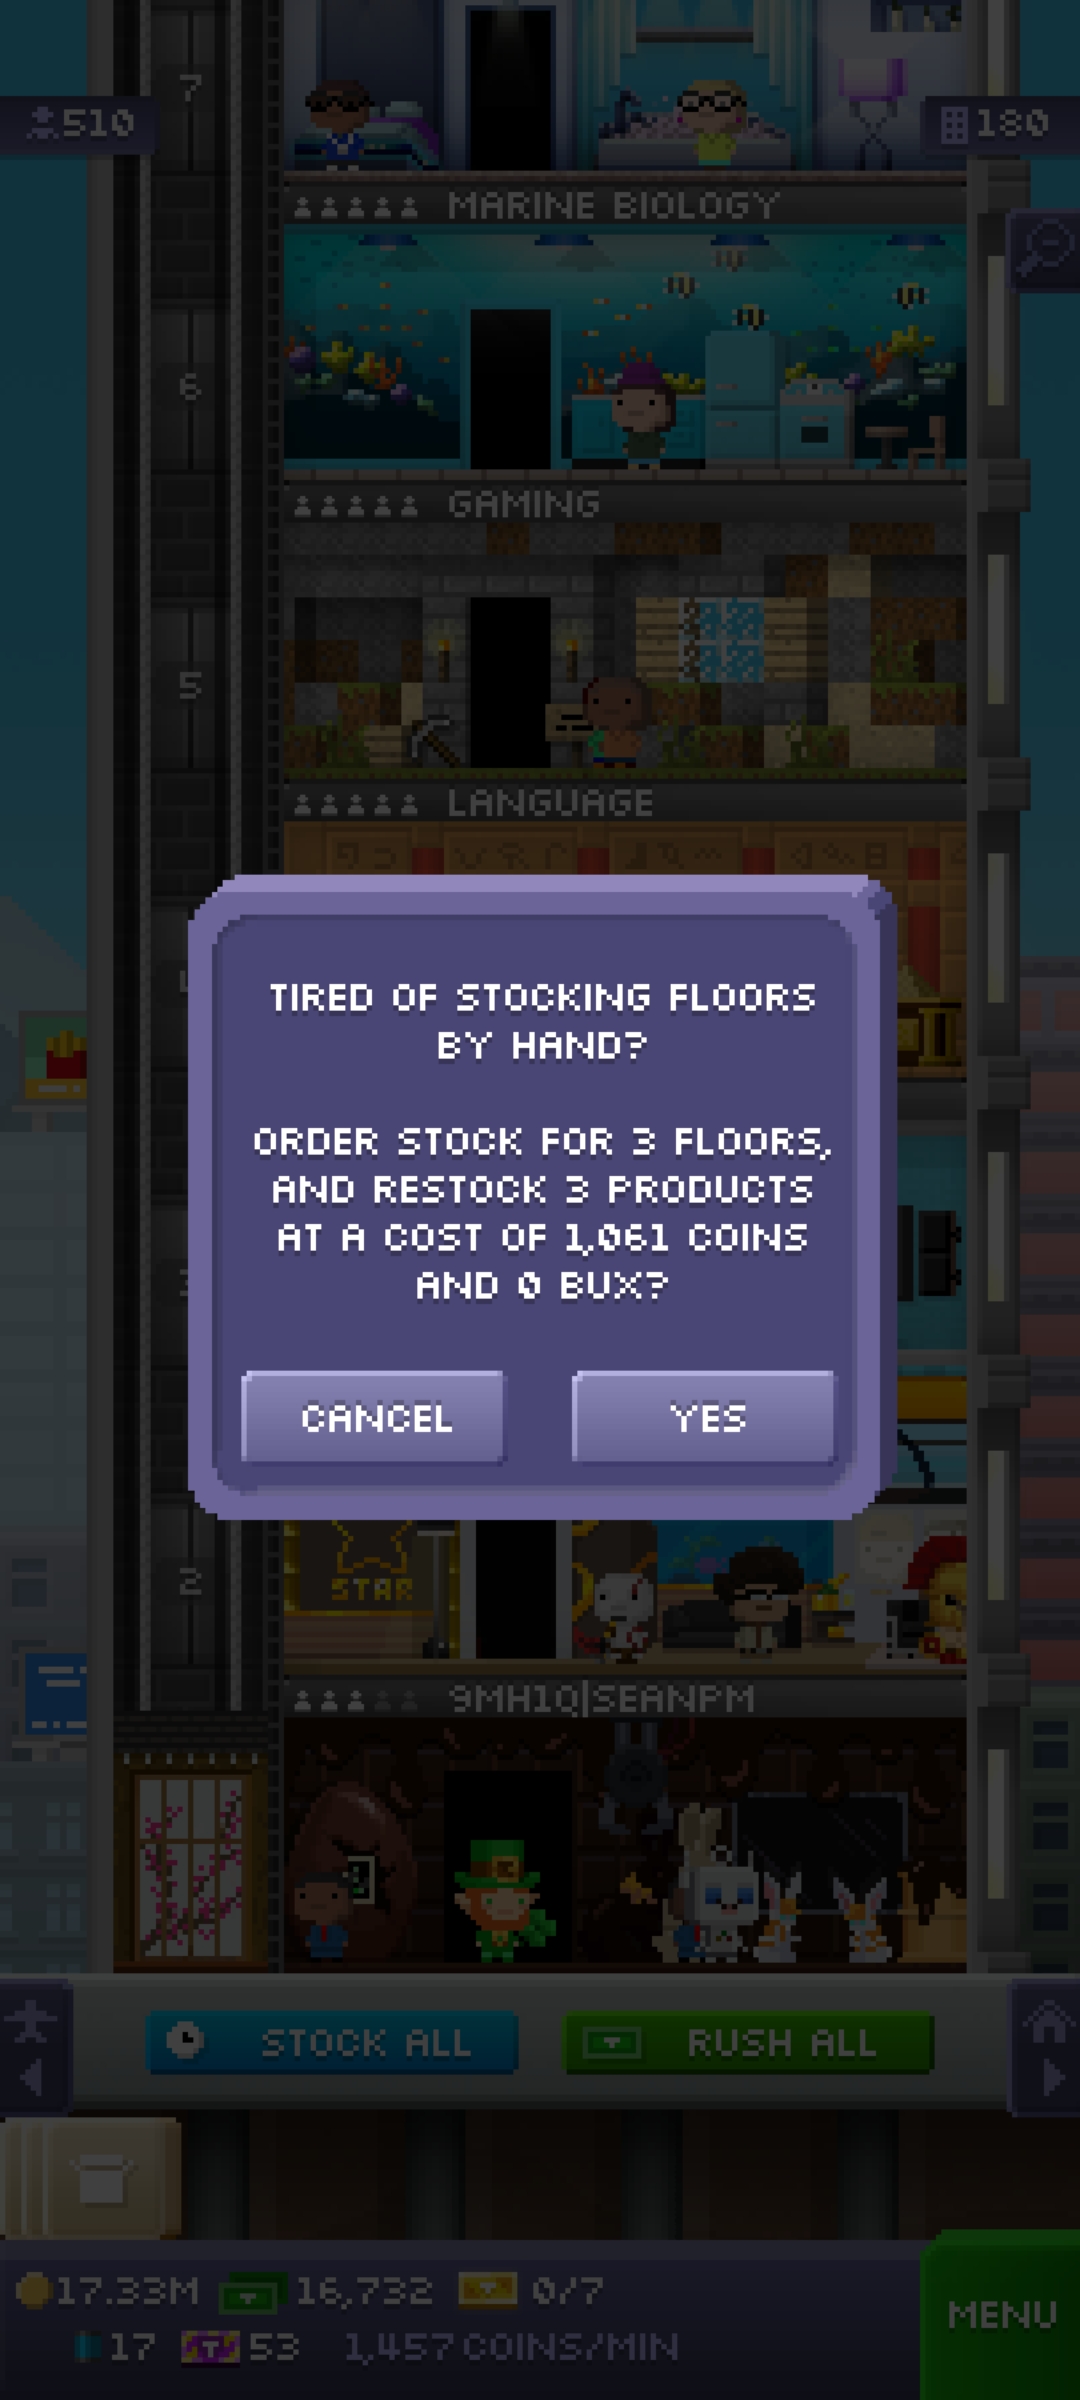 7
510
180
MARINE BIOLOGY
6
GAMING
5
LANGUAGE
TIRED OF STOCKING FLOORS
BY HAND?
ORDER STOCK FOR 3 FLOORS,
AND RESTOCK 3 PRODUCTS
AT A COST OF 1,061 COINS
AND 0 BUX?
CANCEL
YES
2
STAR
9MH1Q|SEANPM
STOCK ALL
RUSH ALL
17.33M
16,732
0/7
MENU
17
53
1,457 COINS/MIN